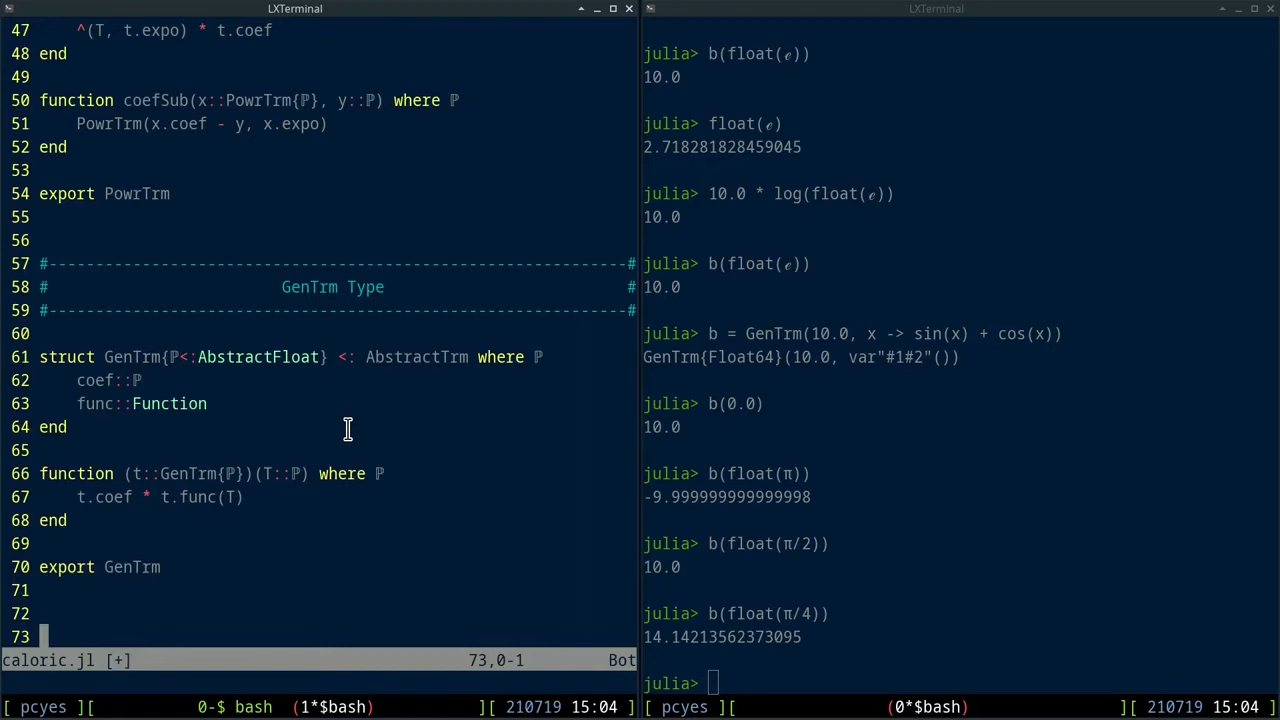 LXTerminal
47     ^(T, t.expo) * t.coef
48 end
49
50 function coefSub(x::PowrTrm{ℙ}, y::ℙ) where ℙ
51     PowrTrm(x.coef - y, x.expo)
52 end
53
54 export PowrTrm
55
56
57 #---------------------------------------------------------------#
58 #                          GenTrm Type                          #
59 #---------------------------------------------------------------#
60
61 struct GenTrm{ℙ<:AbstractFloat} <: AbstractTrm where ℙ
62     coef::ℙ
63     func::Function
64 end
65
66 function (t::GenTrm{ℙ})(T::ℙ) where ℙ
67     t.coef * t.func(T)
68 end
69
70 export GenTrm
71
72
73
caloric.jl [+]                                     73,0-1         Bot
[ pcyes ][           0-$ bash  (1*$bash)            ][ 210719 15:04 ]
LXTerminal
julia> b(float(ℯ))
10.0
julia> float(ℯ)
2.718281828459045
julia> 10.0 * log(float(ℯ))
10.0
julia> b(float(ℯ))
10.0
julia> b = GenTrm(10.0, x -> sin(x) + cos(x))
GenTrm{Float64}(10.0, var"#1#2"())
julia> b(0.0)
10.0
julia> b(float(π))
-9.999999999999998
julia> b(float(π/2))
10.0
julia> b(float(π/4))
14.14213562373095
julia>
[ pcyes ][                (0*$bash)                 ][ 210719 15:04 ]